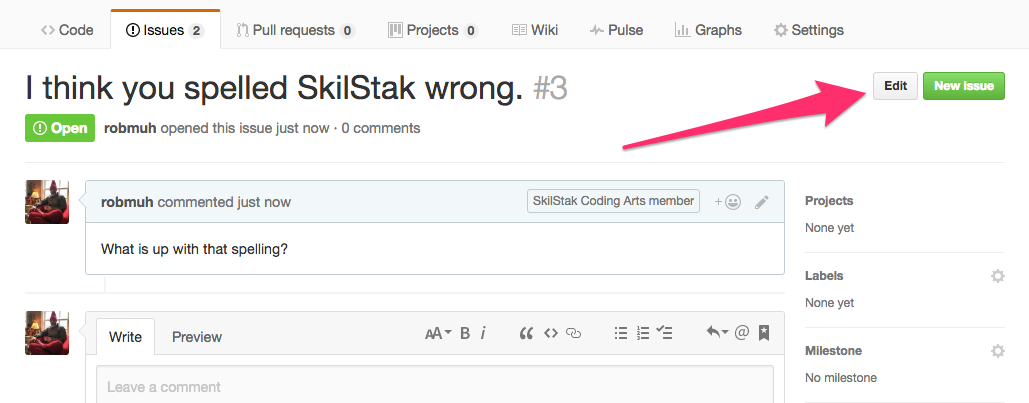 Code Issues 2 Pull requests 0 Projects 0 Wiki Pulse Graphs Settings
I think you spelled SkilStak wrong. #3 Edit New issue
Open robmuh opened this issue just now · 0 comments
robmuh commented just now SkilStak Coding Arts member
What is up with that spelling?
Projects
None yet
Labels
None yet
Milestone
No milestone
Write Preview AA B i
Leave a comment